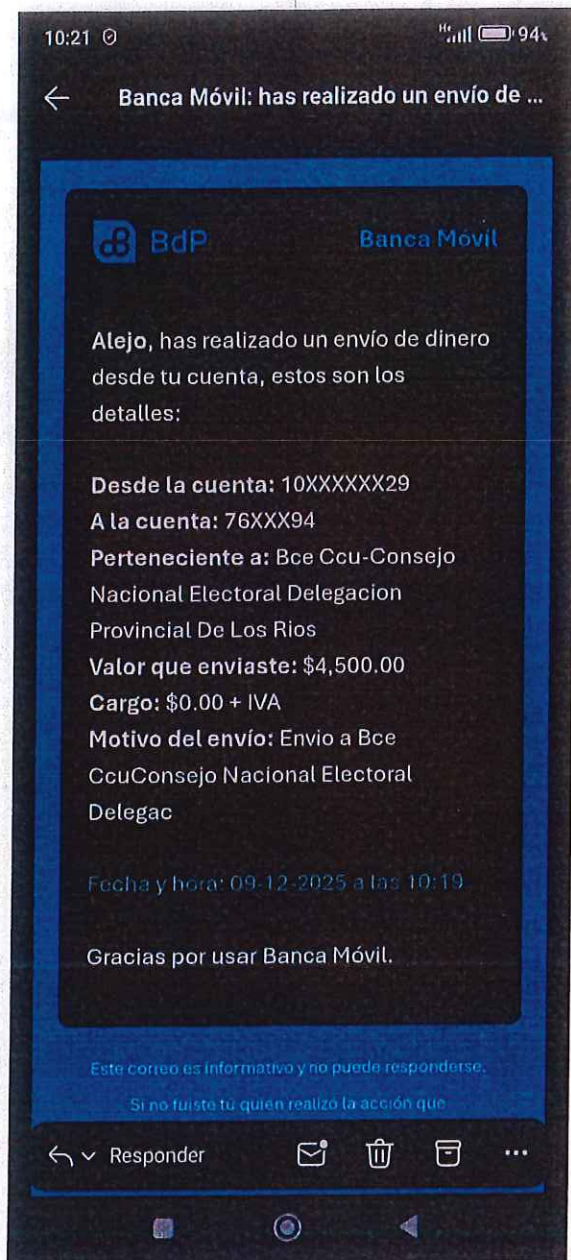 10:21
94%
Banca Móvil: has realizado un envío de ...
BdP
Banca Móvil
Alejo, has realizado un envío de dinero
desde tu cuenta, estos son los
detalles:
Desde la cuenta: 10XXXXXX29
A la cuenta: 76XXX94
Perteneciente a: Bce Ccu-Consejo
Nacional Electoral Delegacion
Provincial De Los Rios
Valor que enviaste: $4,500.00
Cargo: $0.00 + IVA
Motivo del envío: Envio a Bce
CcuConsejo Nacional Electoral
Delegac
Fecha y hora: 09-12-2025 a las 10:19
Gracias por usar Banca Móvil.
Este correo es informativo y no puede responderse.
Si no fuiste tú quien realizó la acción que
Responder